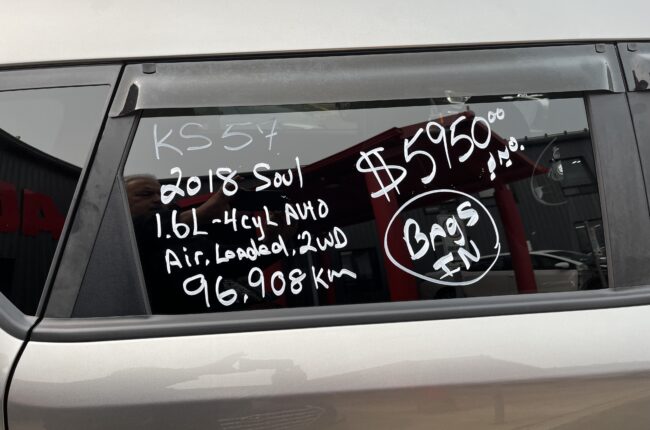 KS57
2018 Soul
1.6L-4cyL AUTO
Air, Loaded, 2WD
96,908 Km
$5950.00
BAgS
IN